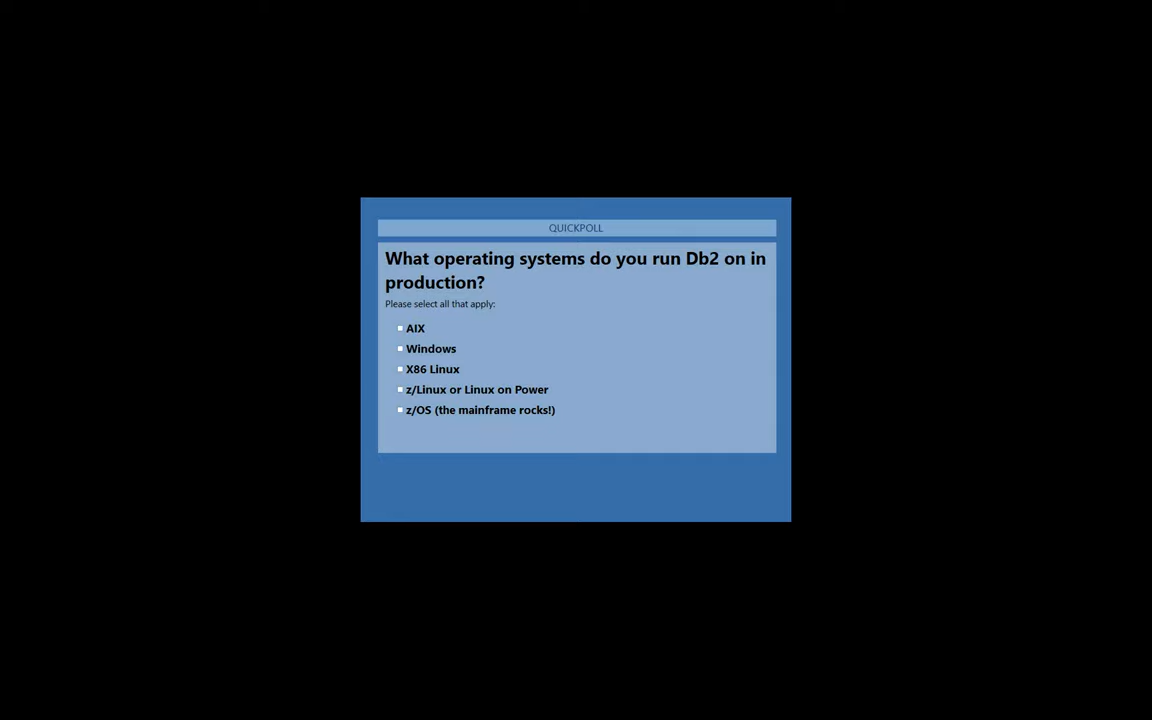 QUICKPOLL
What operating systems do you run Db2 on in
production?
Please select all that apply:
AIX
Windows
X86 Linux
z/Linux or Linux on Power
z/OS (the mainframe rocks!)